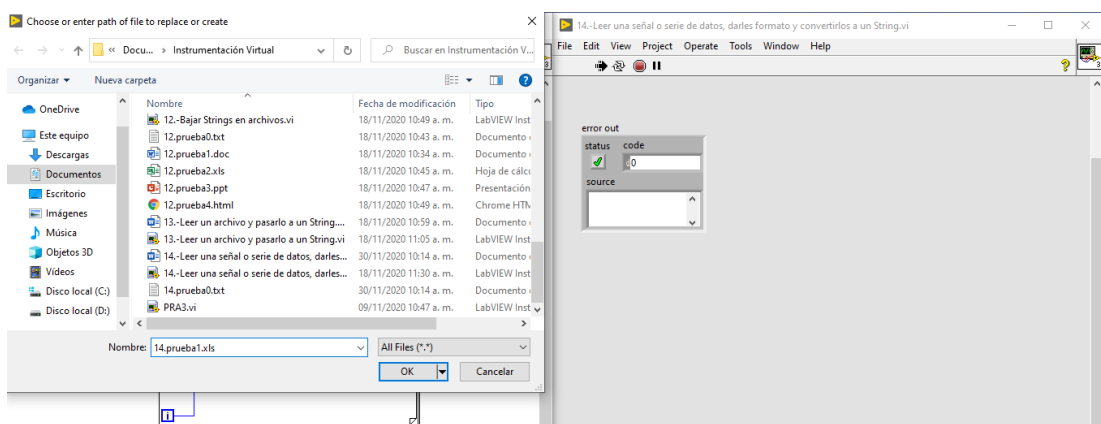 Choose or enter path of file to replace or create
« Docu... › Instrumentación Virtual
Buscar en Instrumentación V...
Organizar
Nueva carpeta
OneDrive
Este equipo
Descargas
Documentos
Escritorio
Imágenes
Música
Objetos 3D
Vídeos
Disco local (C:)
Disco local (D:)
Nombre Fecha de modificación Tipo
12.-Bajar Strings en archivos.vi 18/11/2020 10:49 a. m. LabVIEW Inst
12.prueba0.txt 18/11/2020 10:43 a. m. Documento
12.prueba1.doc 18/11/2020 10:34 a. m. Documento
12.prueba2.xls 18/11/2020 10:45 a. m. Hoja de cálcu
12.prueba3.ppt 18/11/2020 10:47 a. m. Presentación
12.prueba4.html 18/11/2020 10:49 a. m. Chrome HTM
13.-Leer un archivo y pasarlo a un String.... 18/11/2020 10:59 a. m. Documento
13.-Leer un archivo y pasarlo a un String.vi 18/11/2020 11:05 a. m. LabVIEW Inst
14.-Leer una señal o serie de datos, darles... 30/11/2020 10:14 a. m. Documento
14.-Leer una señal o serie de datos, darles... 18/11/2020 11:30 a. m. LabVIEW Inst
14.prueba0.txt 30/11/2020 10:14 a. m. Documento
PRA3.vi 09/11/2020 10:47 a. m. LabVIEW Inst
Nombre: 14.prueba1.xls
All Files (*.*)
OK
Cancelar
i
14.-Leer una señal o serie de datos, darles formato y convertirlos a un String.vi
File Edit View Project Operate Tools Window Help
3
error out
status code
d0
source